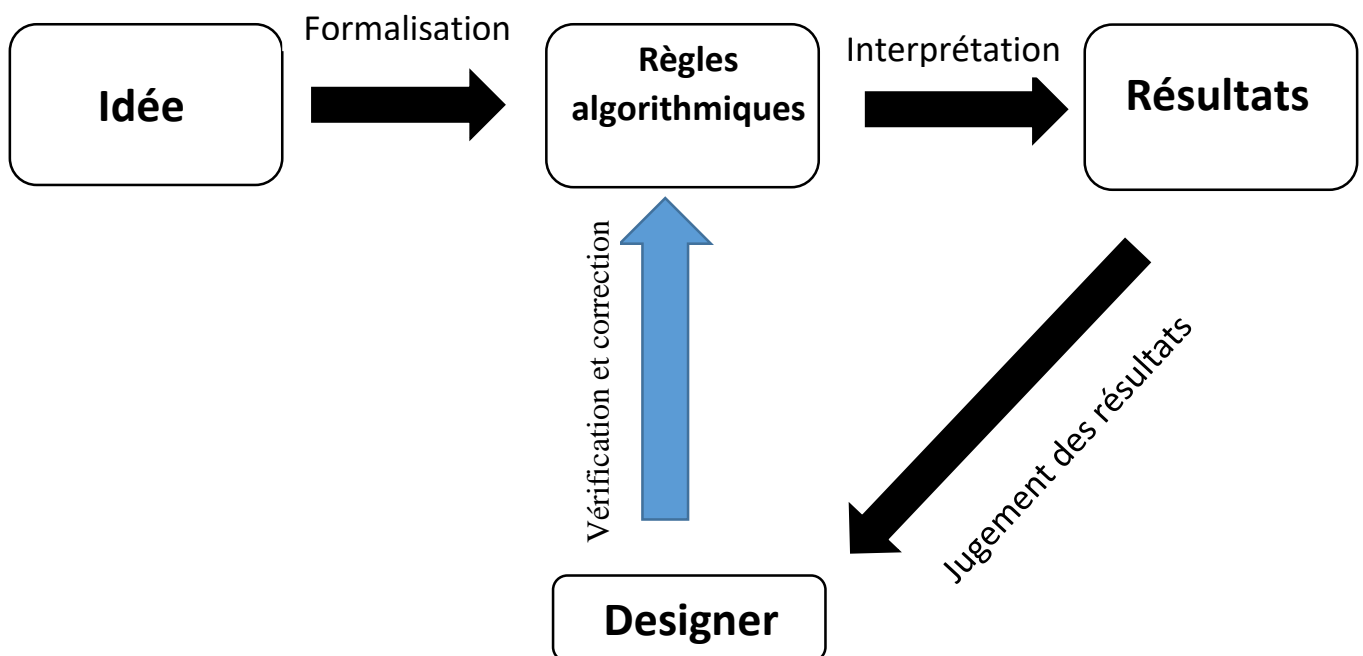 Formalisation
Idée
Règles
algorithmiques
Interprétation
Résultats
Vérification et correction
Jugement des résultats
Designer